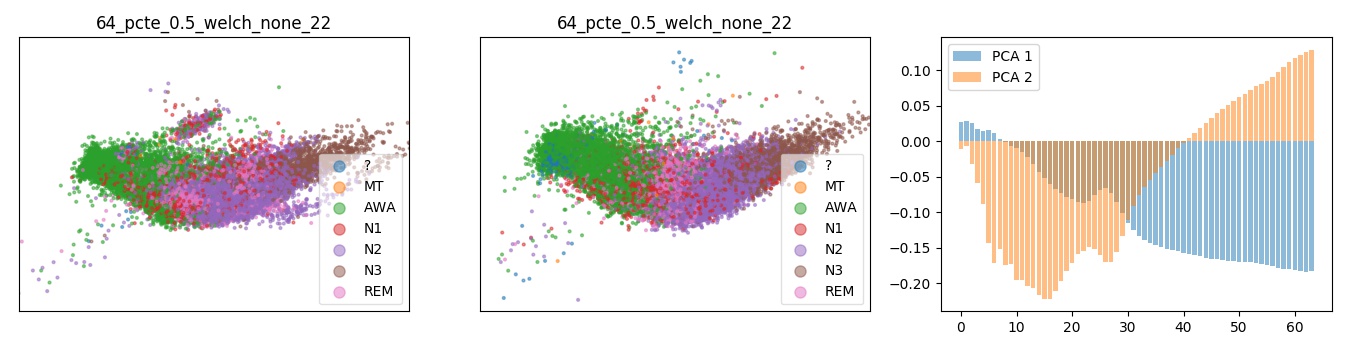 64_pcte_0.5_welch_none_22
?
MT
AWA
N1
N2
N3
REM
64_pcte_0.5_welch_none_22
?
MT
AWA
N1
N2
N3
REM
PCA 1
PCA 2
0.10
0.05
0.00
−0.05
−0.10
−0.15
−0.20
0 10 20 30 40 50 60